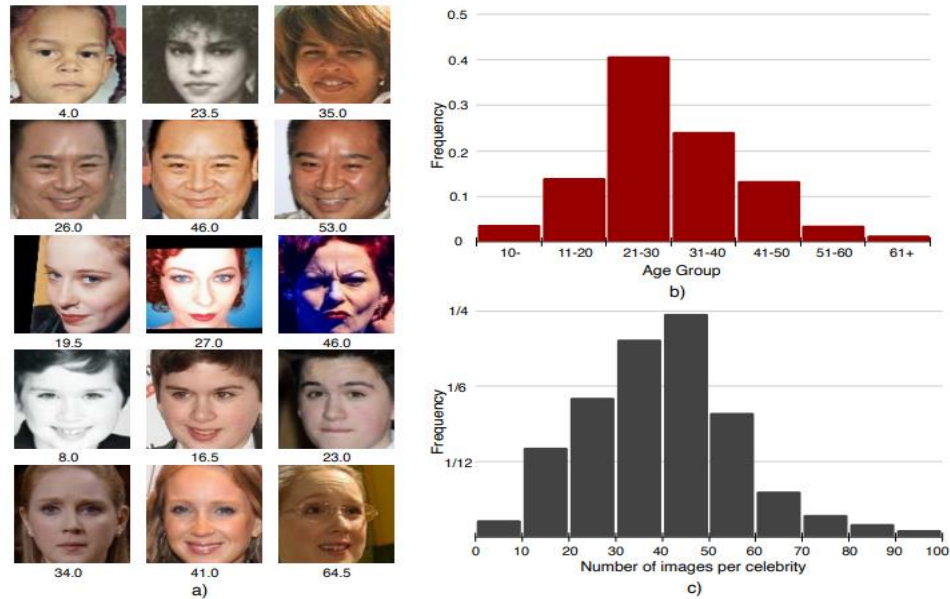 4.0 23.5 35.0
26.0 46.0 53.0
19.5 27.0 46.0
8.0 16.5 23.0
34.0 41.0 64.5
a)
0.5
0.4
0.3
0.2
0.1
0
Frequency
10- 11-20 21-30 31-40 41-50 51-60 61+
Age Group
b)
1/4
1/6
1/12
Frequency
0 10 20 30 40 50 60 70 80 90 100
Number of images per celebrity
c)